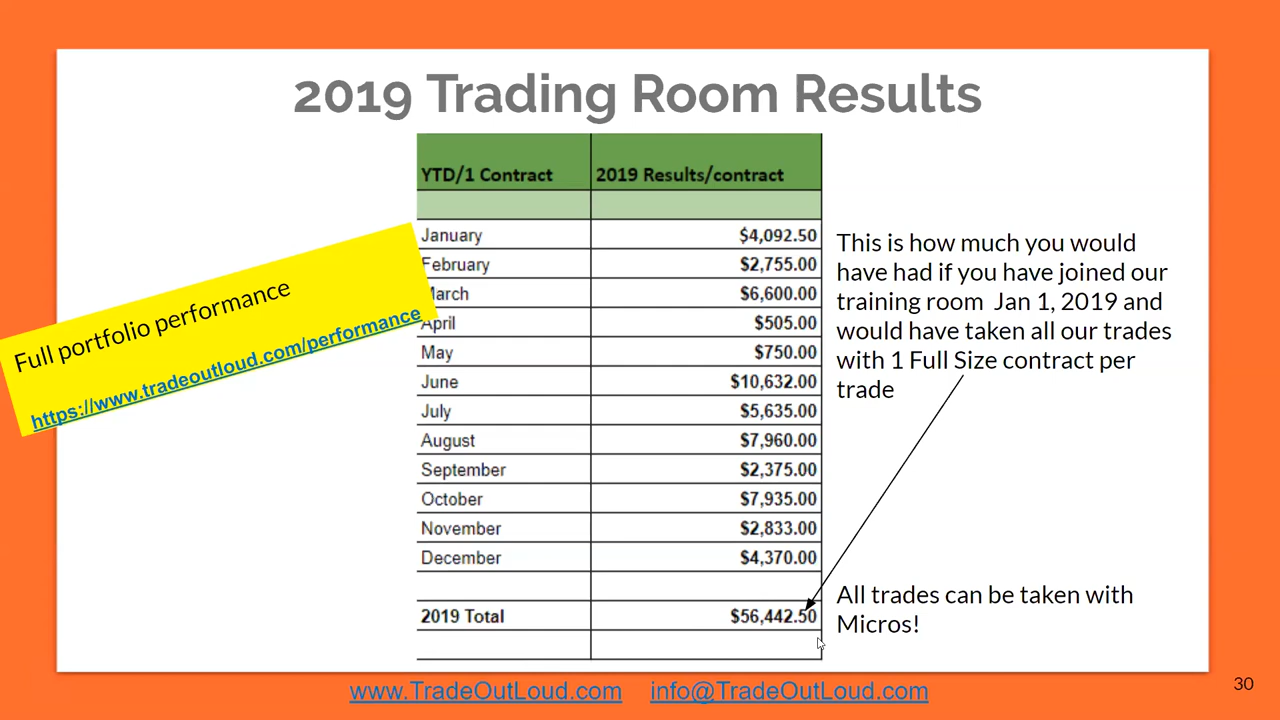 2019 Trading Room Results
YTD/1 Contract 2019 Results/contract
January $4,092.50
February $2,755.00
March $6,600.00
April $505.00
May $750.00
June $10,632.00
July $5,635.00
August $7,960.00
September $2,375.00
October $7,935.00
November $2,833.00
December $4,370.00
2019 Total $56,442.50
Full portfolio performance
https://www.tradeoutloud.com/performance
This is how much you would
have had if you have joined our
training room Jan 1, 2019 and
would have taken all our trades
with 1 Full Size contract per
trade
All trades can be taken with
Micros!
www.TradeOutLoud.com info@TradeOutLoud.com
30